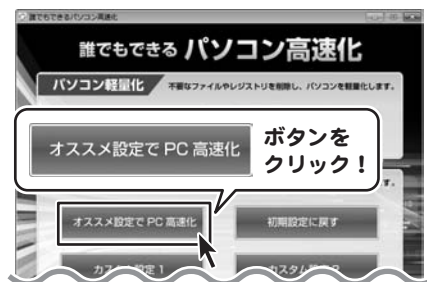 誰でもできるパソコン高速化
誰でもできる パソコン高速化
パソコン軽量化 不要なファイルやレジストリを削除し、パソコンを軽量化します。
オススメ設定で PC 高速化
ボタンを
クリック！
す。
オススメ設定で PC 高速化 初期設定に戻す